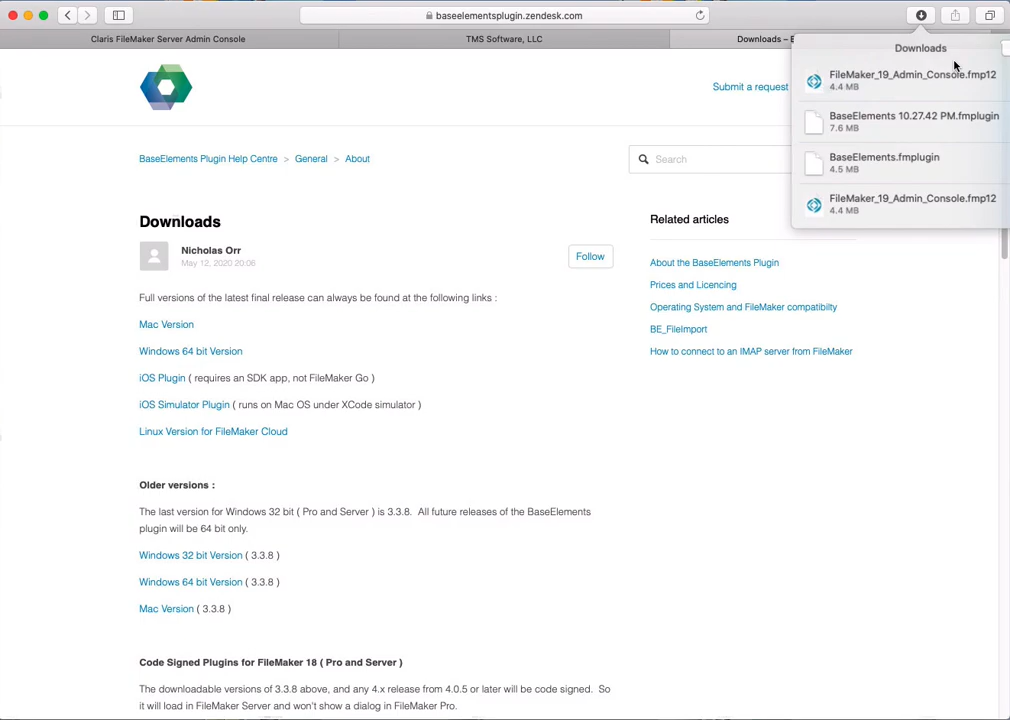 baseelementsplugin.zendesk.com
Claris FileMaker Server Admin Console
TMS Software, LLC
Downloads –
Downloads
FileMaker_19_Admin_Console.fmp12
4.4 MB
BaseElements 10.27.42 PM.fmplugin
7.6 MB
BaseElements.fmplugin
4.5 MB
FileMaker_19_Admin_Console.fmp12
4.4 MB
Submit a request
BaseElements Plugin Help Centre > General > About
Search
Downloads
Nicholas Orr
May 12, 2020 20:06
Follow
Full versions of the latest final release can always be found at the following links :
Mac Version
Windows 64 bit Version
iOS Plugin ( requires an SDK app, not FileMaker Go )
iOS Simulator Plugin ( runs on Mac OS under XCode simulator )
Linux Version for FileMaker Cloud
Older versions :
The last version for Windows 32 bit ( Pro and Server ) is 3.3.8. All future releases of the BaseElements
plugin will be 64 bit only.
Windows 32 bit Version ( 3.3.8 )
Windows 64 bit Version ( 3.3.8 )
Mac Version ( 3.3.8 )
Code Signed Plugins for FileMaker 18 ( Pro and Server )
The downloadable versions of 3.3.8 above, and any 4.x release from 4.0.5 or later will be code signed. So
it will load in FileMaker Server and won't show a dialog in FileMaker Pro.
Related articles
About the BaseElements Plugin
Prices and Licencing
Operating System and FileMaker compatibilty
BE_FileImport
How to connect to an IMAP server from FileMaker